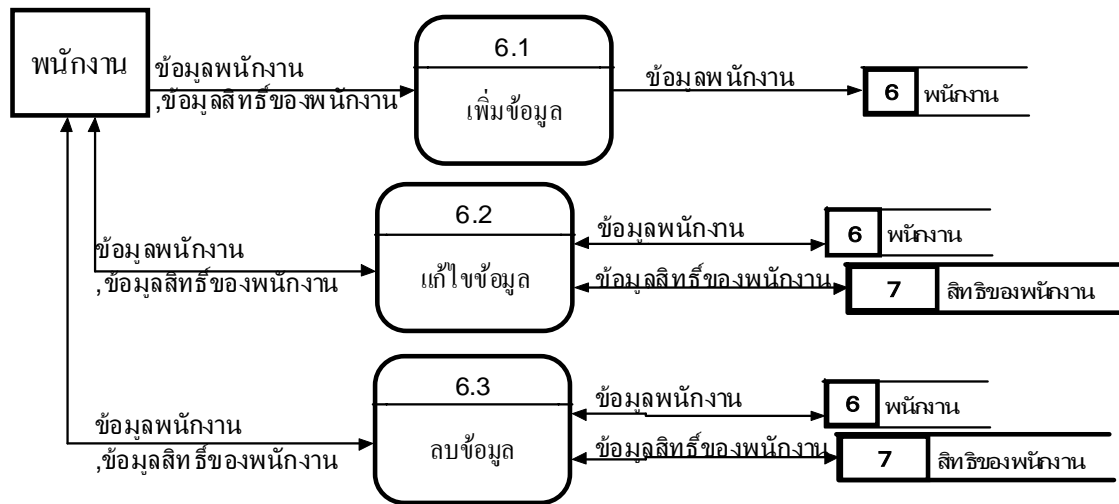 พนักงาน
ข้อมูลพนักงาน
,ข้อมูลสิทธิ์ของพนักงาน
6.1
เพิ่มข้อมูล
ข้อมูลพนักงาน
6 พนักงาน
ข้อมูลพนักงาน
,ข้อมูลสิทธิ์ของพนักงาน
6.2
แก้ไขข้อมูล
ข้อมูลพนักงาน
6 พนักงาน
ข้อมูลสิทธิ์ของพนักงาน
7 สิทธิของพนักงาน
ข้อมูลพนักงาน
,ข้อมูลสิทธิ์ของพนักงาน
6.3
ลบข้อมูล
ข้อมูลพนักงาน
6 พนักงาน
ข้อมูลสิทธิ์ของพนักงาน
7 สิทธิของพนักงาน